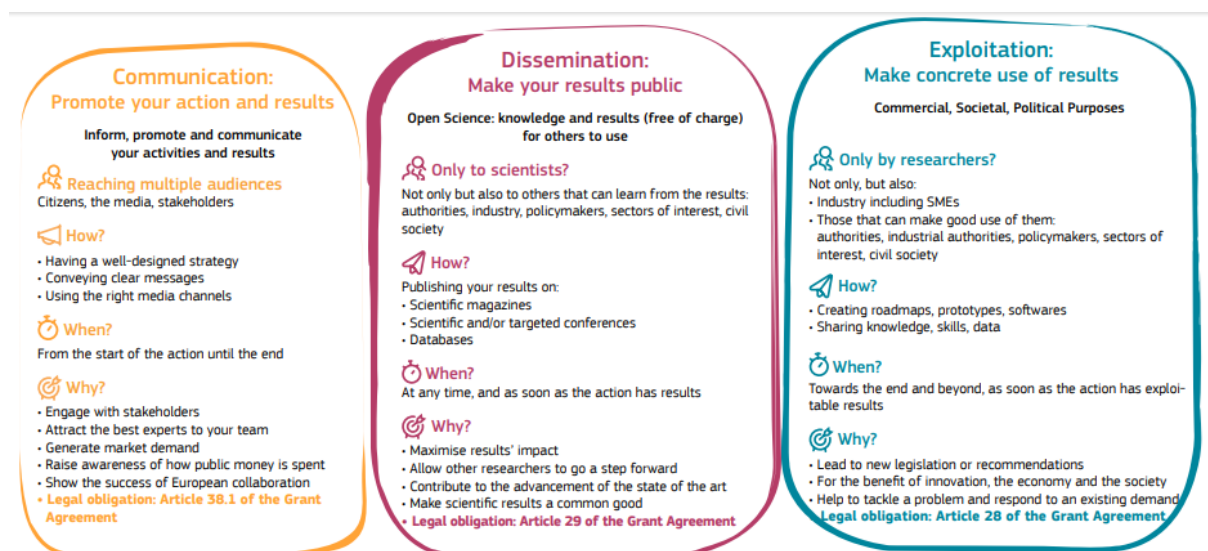 Communication:
Promote your action and results
Inform, promote and communicate
your activities and results
Reaching multiple audiences
Citizens, the media, stakeholders
How?
• Having a well-designed strategy
• Conveying clear messages
• Using the right media channels
When?
From the start of the action until the end
Why?
• Engage with stakeholders
• Attract the best experts to your team
• Generate market demand
• Raise awareness of how public money is spent
• Show the success of European collaboration
• Legal obligation: Article 38.1 of the Grant
Agreement
Dissemination:
Make your results public
Open Science: knowledge and results (free of charge)
for others to use
Only to scientists?
Not only but also to others that can learn from the results:
authorities, industry, policymakers, sectors of interest, civil
society
How?
Publishing your results on:
• Scientific magazines
• Scientific and/or targeted conferences
• Databases
When?
At any time, and as soon as the action has results
Why?
• Maximise results' impact
• Allow other researchers to go a step forward
• Contribute to the advancement of the state of the art
• Make scientific results a common good
• Legal obligation: Article 29 of the Grant Agreement
Exploitation:
Make concrete use of results
Commercial, Societal, Political Purposes
Only by researchers?
Not only, but also:
• Industry including SMEs
• Those that can make good use of them:
authorities, industrial authorities, policymakers, sectors of
interest, civil society
How?
• Creating roadmaps, prototypes, softwares
• Sharing knowledge, skills, data
When?
Towards the end and beyond, as soon as the action has exploi-
table results
Why?
• Lead to new legislation or recommendations
• For the benefit of innovation, the economy and the society
• Help to tackle a problem and respond to an existing demand
Legal obligation: Article 28 of the Grant Agreement